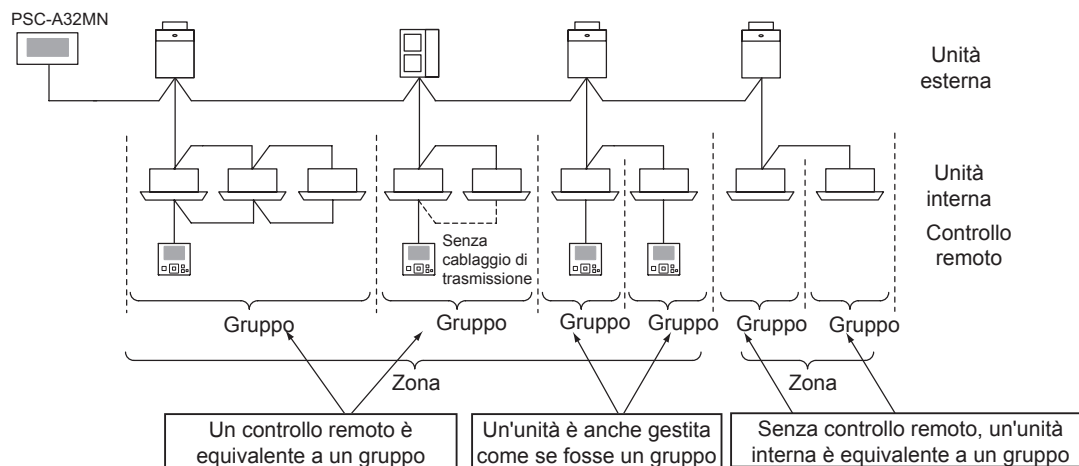 PSC-A32MN
Unità
esterna
Unità
interna
Controllo
remoto
Senza
cablaggio di
trasmissione
Gruppo
Gruppo
Gruppo
Gruppo
Gruppo
Gruppo
Zona
Zona
Un controllo remoto è
equivalente a un gruppo
Un'unità è anche gestita
come se fosse un gruppo
Senza controllo remoto, un'unità
interna è equivalente a un gruppo